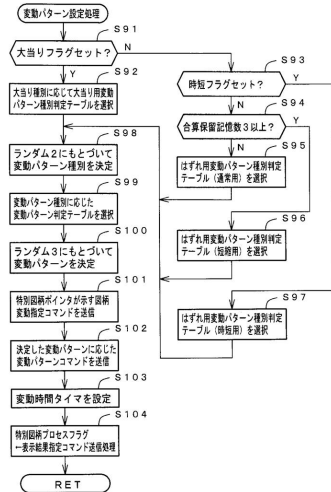 変動パターン設定処理
S91
大当りフラグセット?
N
Y
S92
大当り種別に応じて大当り用変動
パターン種別判定テーブルを選択
S93
時短フラグセット?
Y
N
S94
合算保留記憶数3以上?
Y
N
S95
はずれ用変動パターン種別判定
テーブル(通常用)を選択
S96
はずれ用変動パターン種別判定
テーブル(短縮用)を選択
S97
はずれ用変動パターン種別判定
テーブル(時短用)を選択
S98
ランダム2にもとづいて
変動パターン種別を決定
S99
変動パターン種別に応じた
変動パターン判定テーブルを選択
S100
ランダム3にもとづいて
変動パターンを決定
S101
特別図柄ポインタが示す図柄
変動指定コマンドを送信
S102
決定した変動パターンに応じた
変動パターンコマンドを送信
S103
変動時間タイマを設定
S104
特別図柄プロセスフラグ
←表示結果指定コマンド送信処理
RET